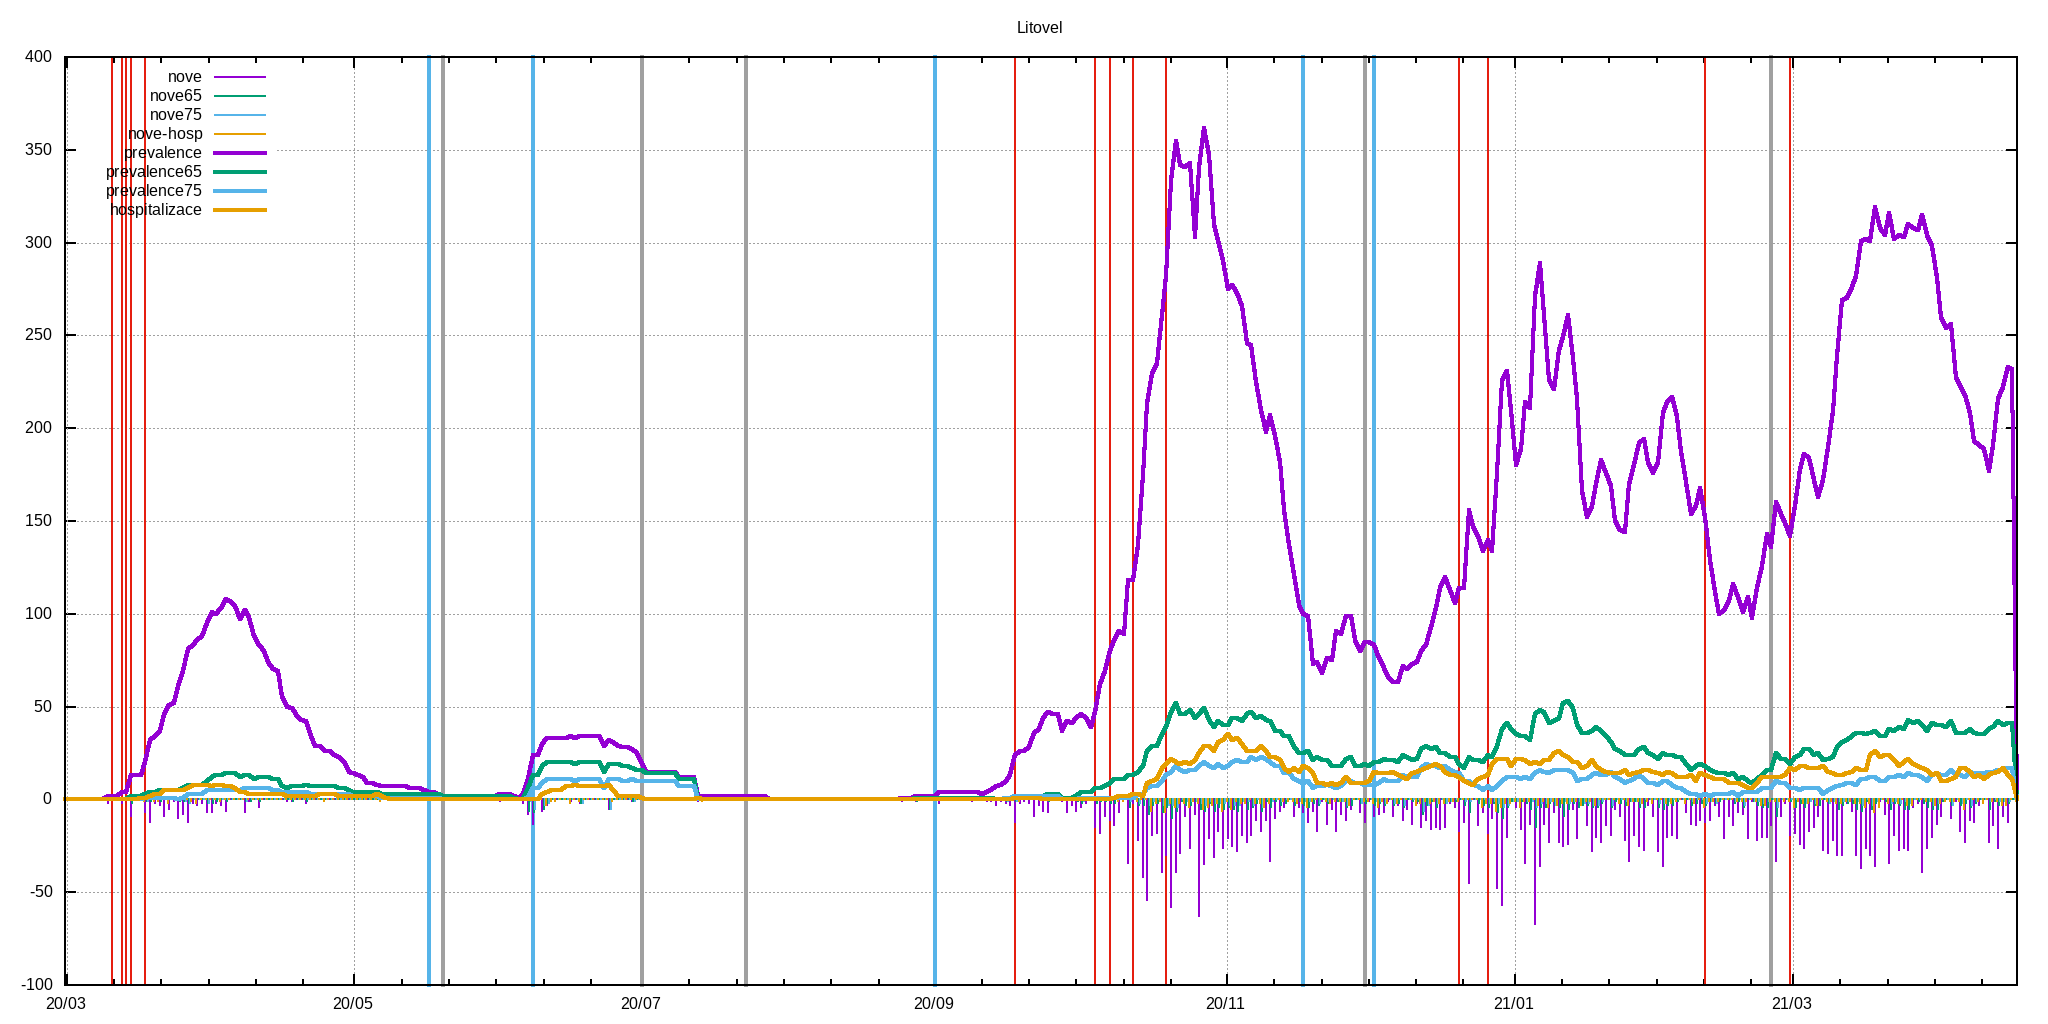 Litovel
400
nove
nove65
nove75
nove-hosp
prevalence
prevalence65
prevalence75
hospitalizace
350
300
250
200
150
100
50
0
-50
-100
20/03 20/05 20/07 20/09 20/11 21/01 21/03